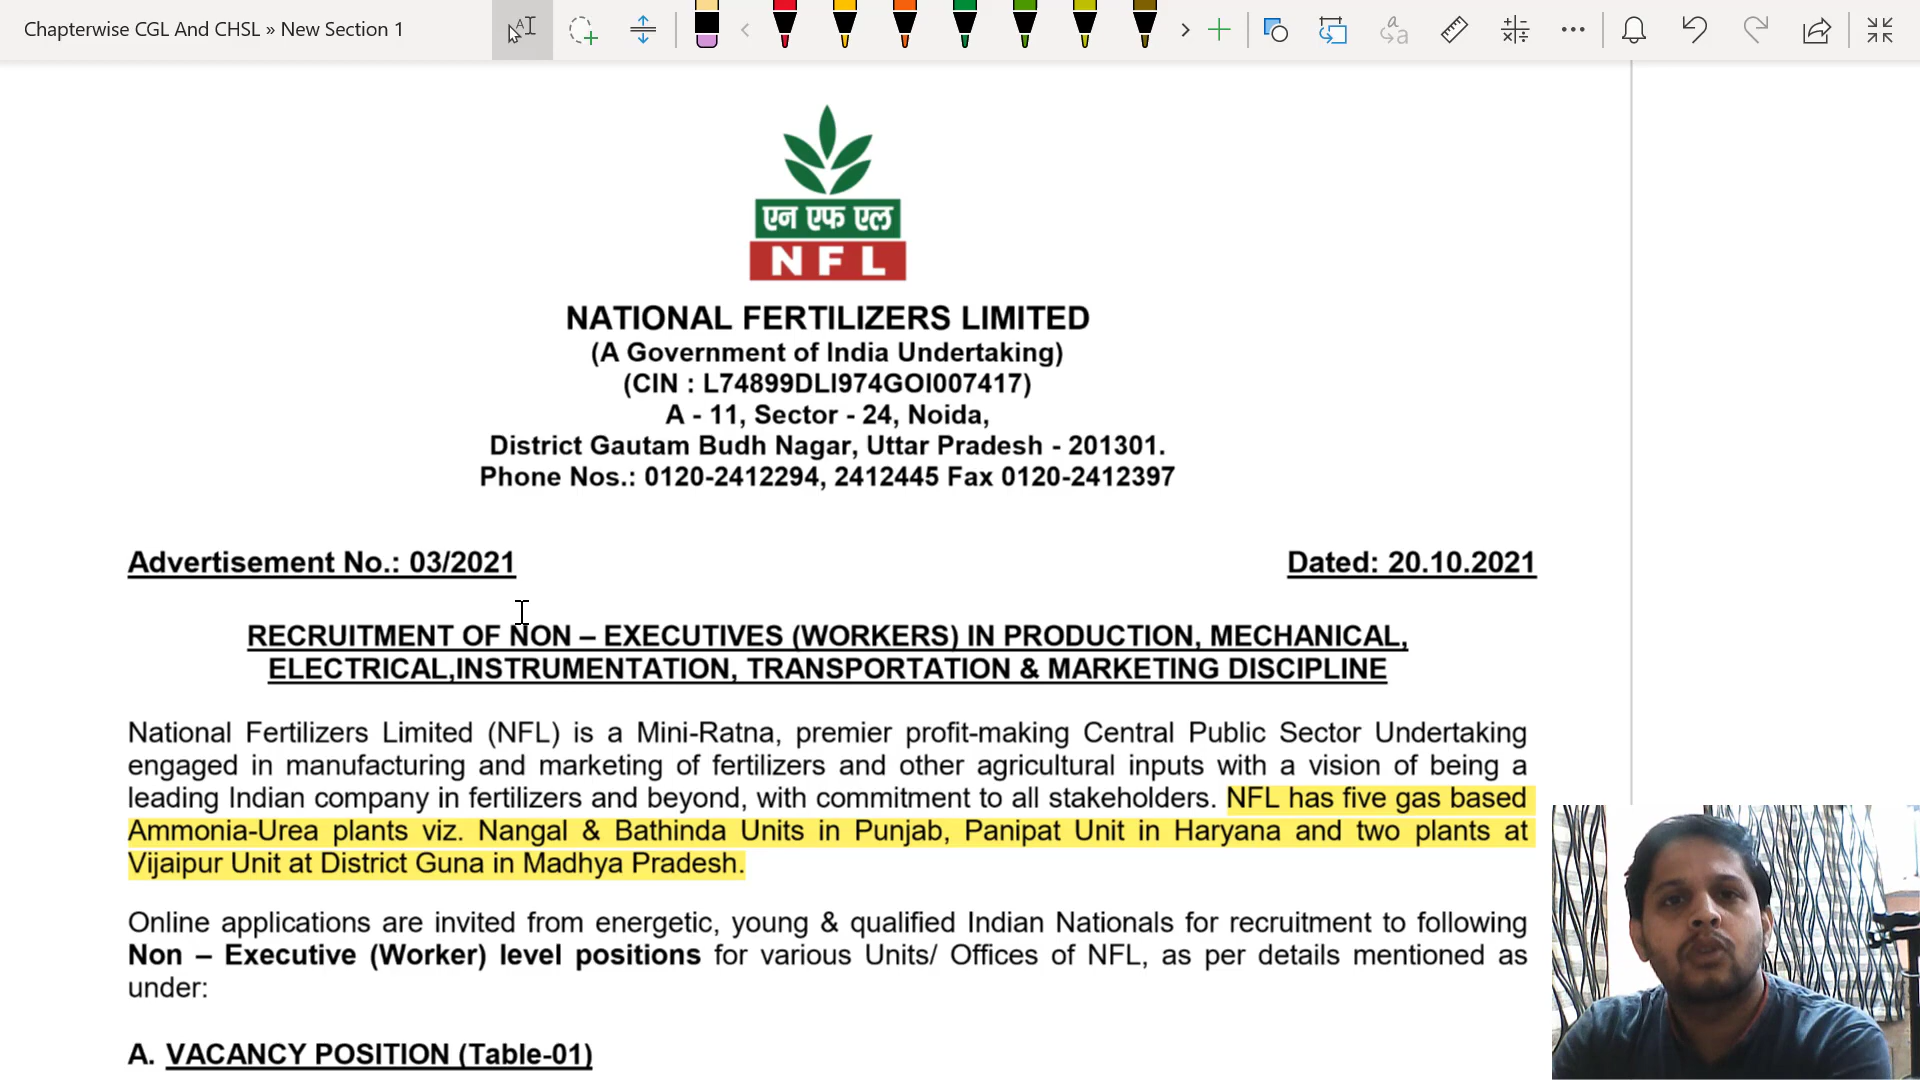 Chapterwise CGL And CHSL » New Section 1
एन एफ एल
NFL
NATIONAL FERTILIZERS LIMITED
(A Government of India Undertaking)
(CIN : L74899DLI974GOI007417)
A - 11, Sector - 24, Noida,
District Gautam Budh Nagar, Uttar Pradesh - 201301.
Phone Nos.: 0120-2412294, 2412445 Fax 0120-2412397
Advertisement No.: 03/2021
Dated: 20.10.2021
RECRUITMENT OF NON – EXECUTIVES (WORKERS) IN PRODUCTION, MECHANICAL,
ELECTRICAL,INSTRUMENTATION, TRANSPORTATION & MARKETING DISCIPLINE
National Fertilizers Limited (NFL) is a Mini-Ratna, premier profit-making Central Public Sector Undertaking
engaged in manufacturing and marketing of fertilizers and other agricultural inputs with a vision of being a
leading Indian company in fertilizers and beyond, with commitment to all stakeholders. NFL has five gas based
Ammonia-Urea plants viz. Nangal & Bathinda Units in Punjab, Panipat Unit in Haryana and two plants at
Vijaipur Unit at District Guna in Madhya Pradesh.
Online applications are invited from energetic, young & qualified Indian Nationals for recruitment to following
Non – Executive (Worker) level positions for various Units/ Offices of NFL, as per details mentioned as
under:
A. VACANCY POSITION (Table-01)